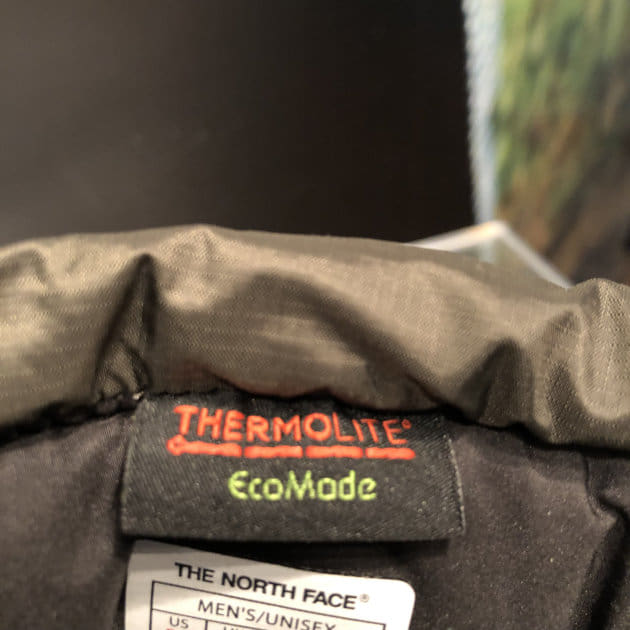 THERMOLITE®
EcoMade
THE NORTH FACE®
MEN'S/UNISEX
US